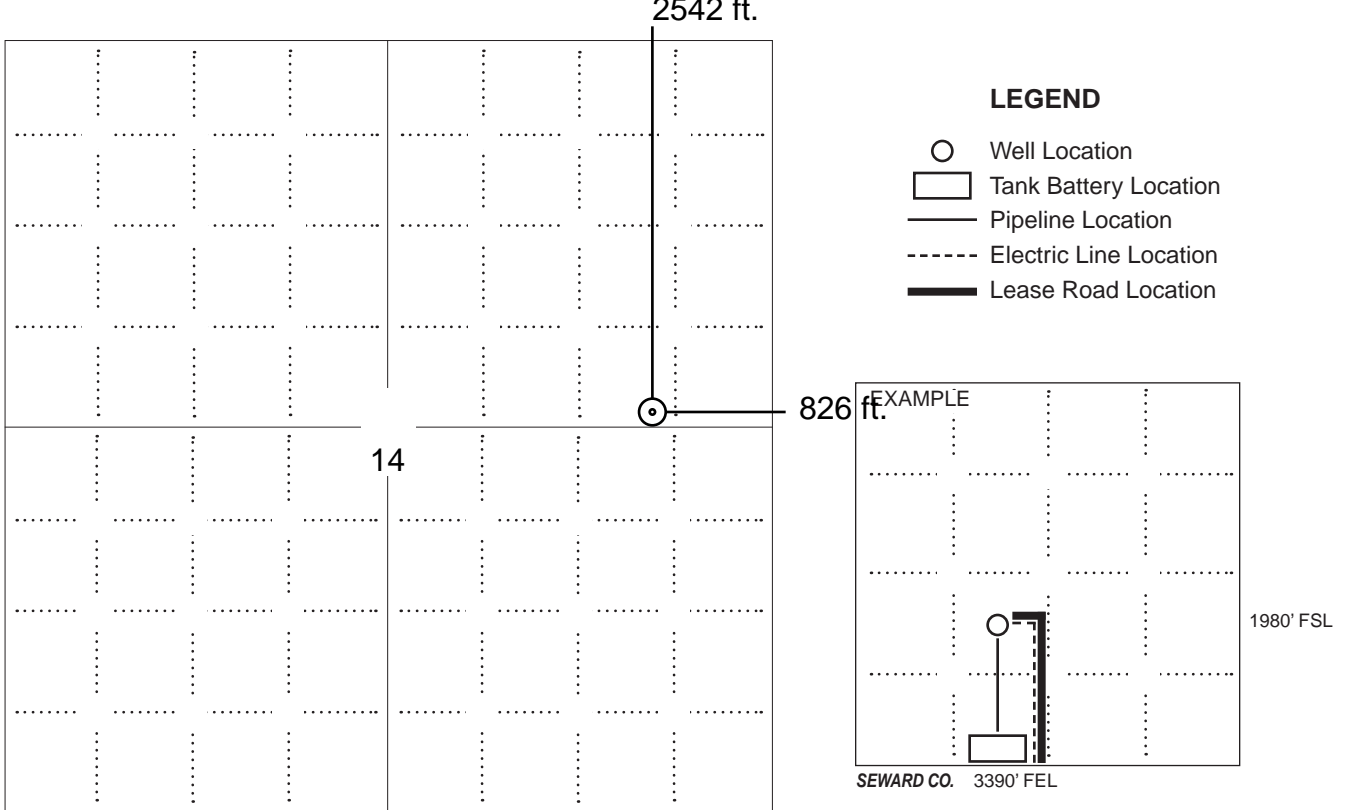 2542 ft.
LEGEND
Well Location
Tank Battery Location
Pipeline Location
Electric Line Location
Lease Road Location
826 ft.
EXAMPLE
14
1980’ FSL
SEWARD CO. 3390’ FEL